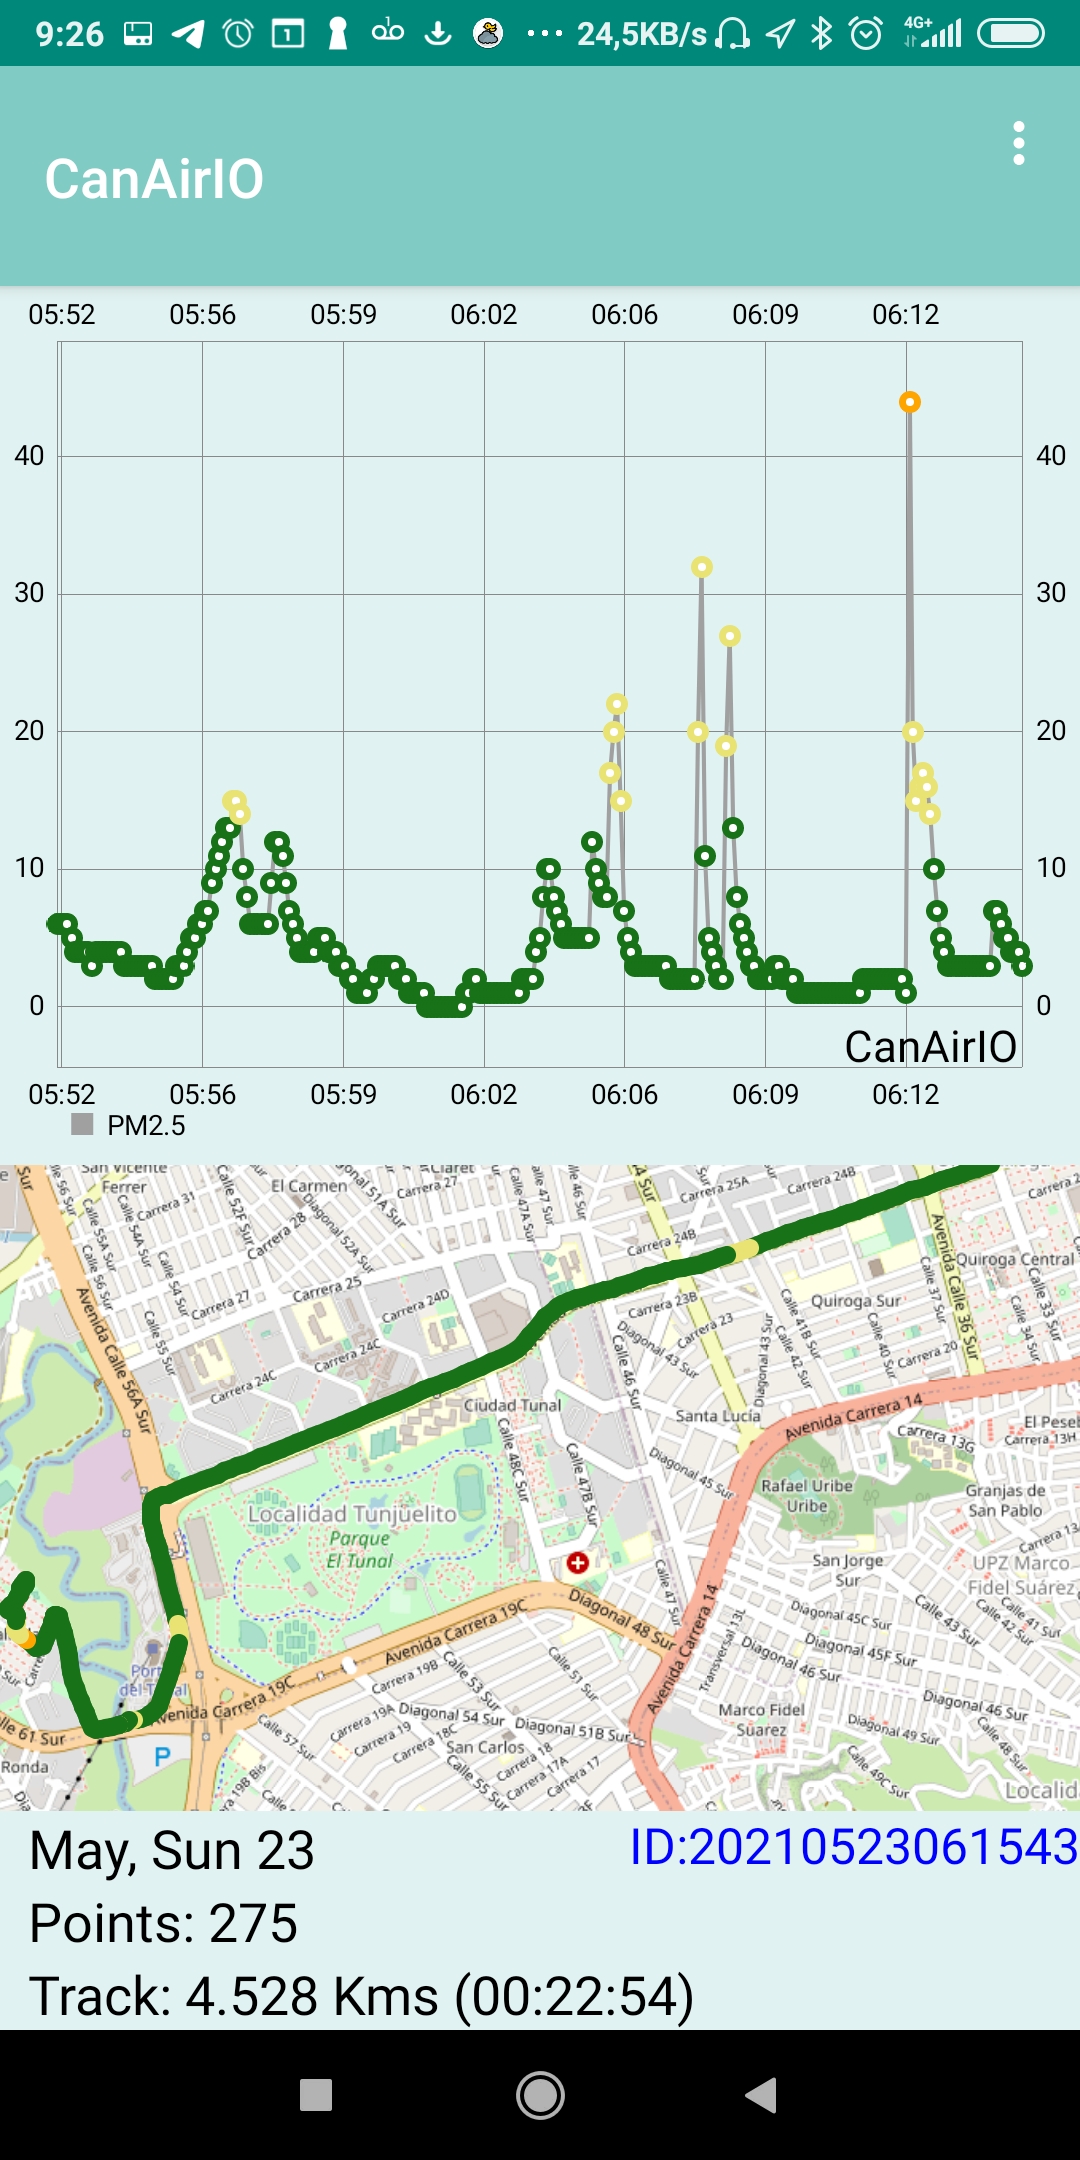 9:26 1 24,5KB/s 4G+
CanAirIO
05:52 05:56 05:59 06:02 06:06 06:09 06:12
40 40
30 30
20 20
10 10
0 0
CanAirIO
05:52 05:56 05:59 06:02 06:06 06:09 06:12
PM2.5
San Vicente
Ferrer
El Carmen
Claret
Carrera 27
Carrera 31
Carrera 28
Diagonal 52A Sur
Calle 52F Sur
Calle 47A Sur
Calle 47 Sur
Carrera 25A
Carrera 24B
Carrera 24B
Carrera 25
Carrera 27
Carrera 24D
Carrera 24C
Carrera 24C
Calle 55A Sur
Calle 56 Sur
Calle 54A Sur
Calle 54 Sur
Calle 55 Sur
Avenida Calle 56A Sur
Quiroga Central
Quiroga Sur
Avenida Calle 36 Sur
Calle 37 Sur
Calle 33 Sur
Calle 34 Sur
Carrera 23B
Carrera 23
Diagonal 43 Sur
Diagonal 43 Sur
Calle 41B Sur
Calle 42 Sur
Calle 40 Sur
Carrera 20
Calle 46 Sur
Ciudad Tunal
Santa Lucía
Avenida Carrera 14
El Pesebre
Carrera 13H
Carrera 13G
Calle 48C Sur
Calle 47B Sur
Diagonal 45 Sur
Rafael Uribe
Uribe
Granjas de
San Pablo
Localidad Tunjuelito
Parque
El Tunal
San Jorge
Sur
UPZ Marco
Fidel Suárez
Calle 47 Sur
Avenida Carrera 14
Transversal 13L
Diagonal 45C Sur
Calle 43 Sur
Calle 42 Sur
Calle 41 Sur
Diagonal 45F Sur
Diagonal 46 Sur
Diagonal 46 Sur
Avenida Carrera 19C
Diagonal 48 Sur
Portal
del Tunal
Avenida Carrera 19C
Carrera 19B
Calle 53 Sur
Calle 51 Sur
Carrera 19A
Diagonal 54 Sur
Diagonal 51B Sur
Marco Fidel
Suárez
Diagonal 49 Sur
Calle 48 Sur
Calle 61 Sur
P
Ronda
Calle 57 Sur
Carrera 19
Carrera 18C
San Carlos
Carrera 18
Carrera 17A
Carrera 17
Calle 55 Sur
Carrera 19B Bis
Calle 49C Sur
Localid
May, Sun 23 ID:20210523061543
Points: 275
Track: 4.528 Kms (00:22:54)